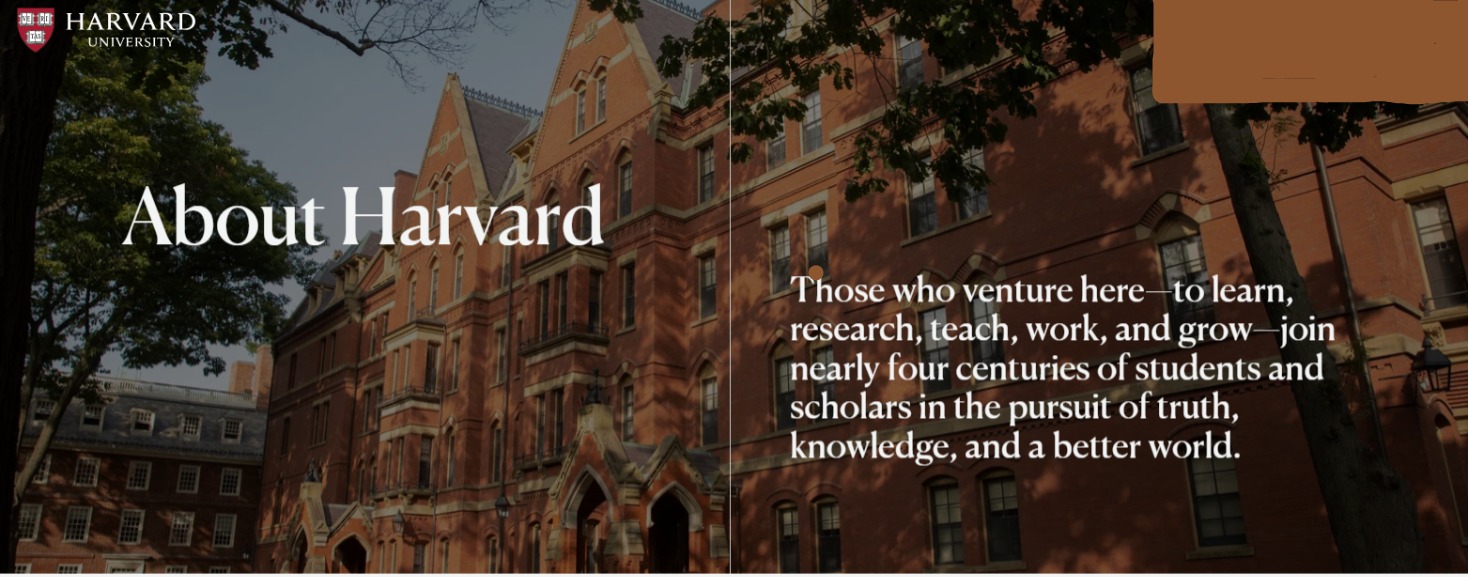 HARVARD
UNIVERSITY
About Harvard
Those who venture here—to learn,
research, teach, work, and grow—join
nearly four centuries of students and
scholars in the pursuit of truth,
knowledge, and a better world.